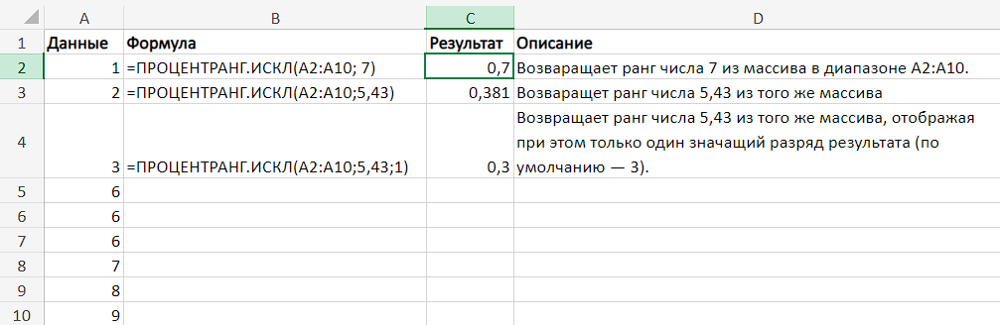 A B C D
1 Данные Формула Результат Описание
2 1 =ПРОЦЕНТРАНГ.ИСКЛ(A2:A10; 7) 0,7 Возваращает ранг числа 7 из массива в диапазоне A2:A10.
3 2 =ПРОЦЕНТРАНГ.ИСКЛ(A2:A10;5,43) 0,381 Возваращет ранг числа 5,43 из того же массива
Возвращает ранг числа 5,43 из того же массива, отображая
при этом только один значащий разряд результата (по
4 3 =ПРОЦЕНТРАНГ.ИСКЛ(A2:A10;5,43;1) 0,3 умолчанию — 3).
5 6
6 6
7 6
8 7
9 8
10 9